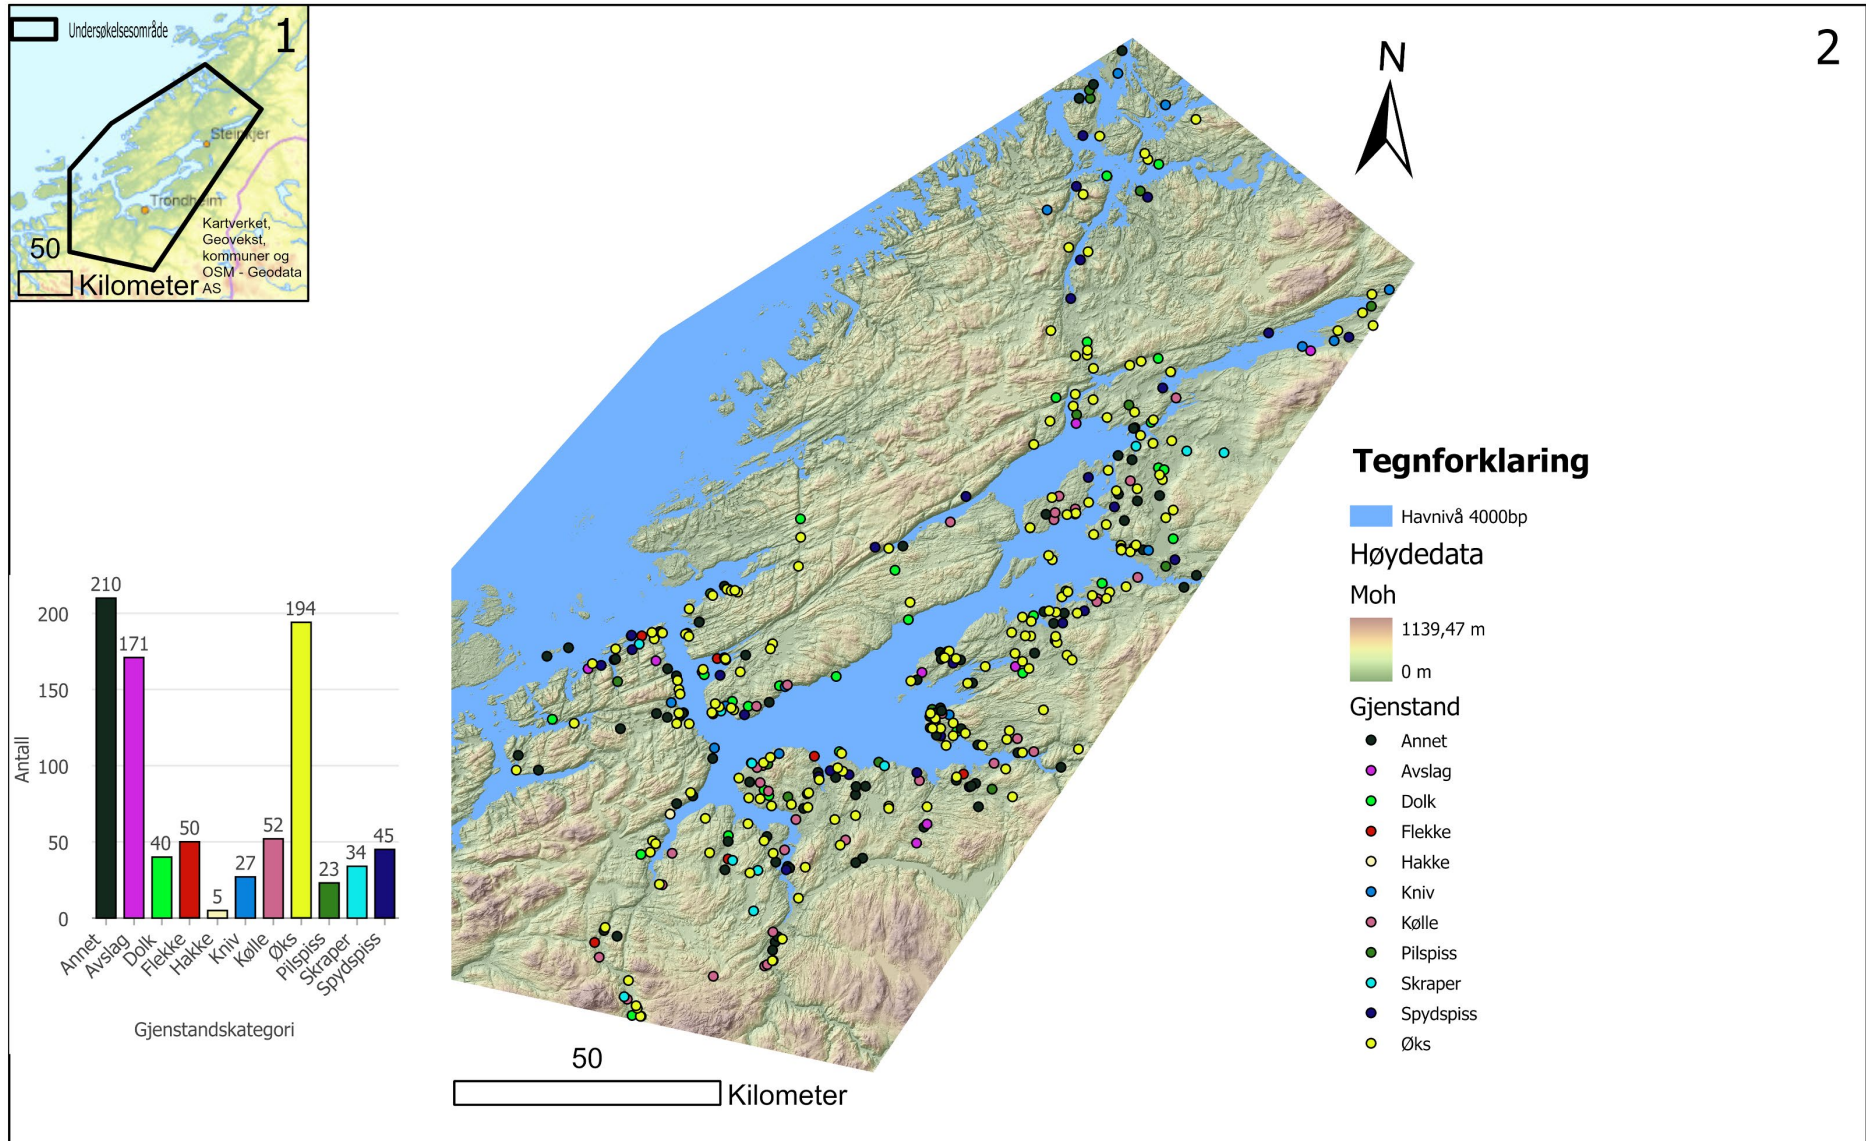 Undersøkelsesområde
1
Steinkjer
Trondheim
Kartverket,
Geovekst,
kommuner og
OSM - Geodata
AS
50
Kilometer
2
N
210
171
40
50
5
27
52
194
23
34
45
200
150
100
50
0
Antall
Annet
Avslag
Dolk
Flekke
Hakke
Kniv
Kølle
Øks
Pilspiss
Skraper
Spydspiss
Gjenstandskategori
50
Kilometer
Tegnforklaring
Havnivå 4000bp
Høydedata
Moh
1139,47 m
0 m
Gjenstand
Annet
Avslag
Dolk
Flekke
Hakke
Kniv
Kølle
Pilspiss
Skraper
Spydspiss
Øks